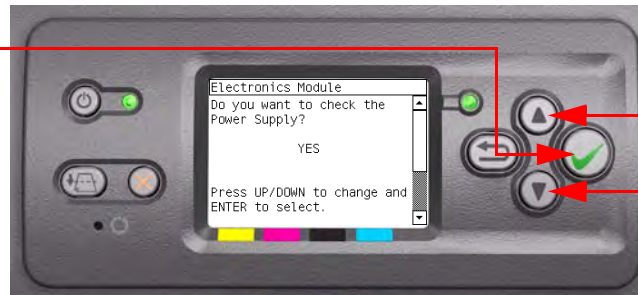 Electronics Module
Do you want to check the
Power Supply?
YES
Press UP/DOWN to change and
ENTER to select.